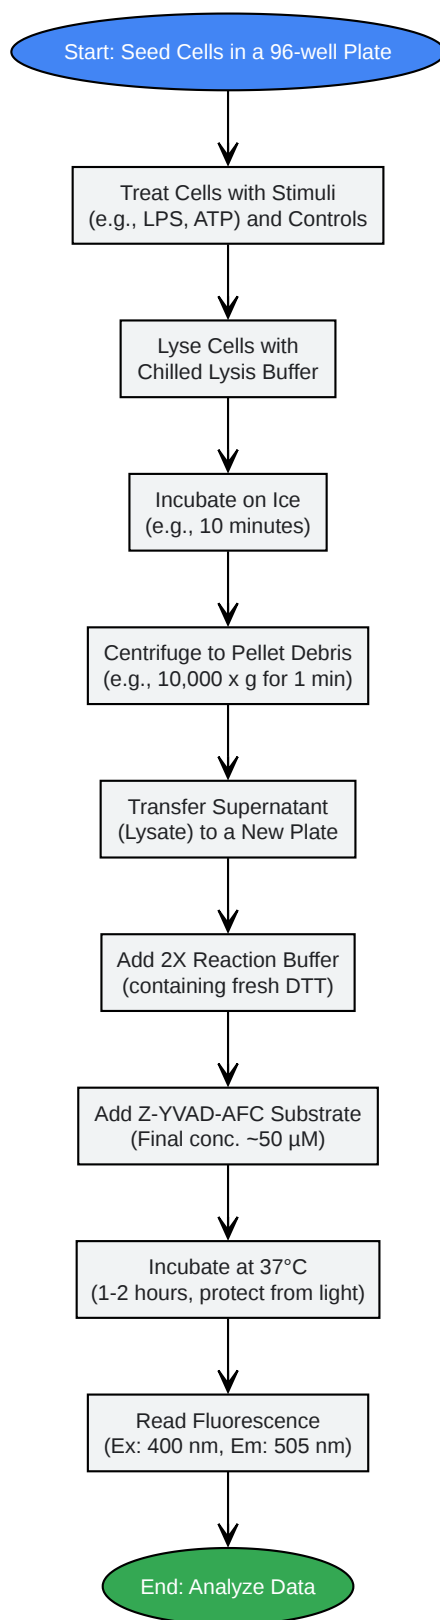 Start: Seed Cells in a 96-well Plate
Treat Cells with Stimuli
(e.g., LPS, ATP) and Controls
Lyse Cells with
Chilled Lysis Buffer
Incubate on Ice
(e.g., 10 minutes)
Centrifuge to Pellet Debris
(e.g., 10,000 x g for 1 min)
Transfer Supernatant
(Lysate) to a New Plate
Add 2X Reaction Buffer
(containing fresh DTT)
Add Z-YVAD-AFC Substrate
(Final conc. ~50 µM)
Incubate at 37°C
(1-2 hours, protect from light)
Read Fluorescence
(Ex: 400 nm, Em: 505 nm)
End: Analyze Data